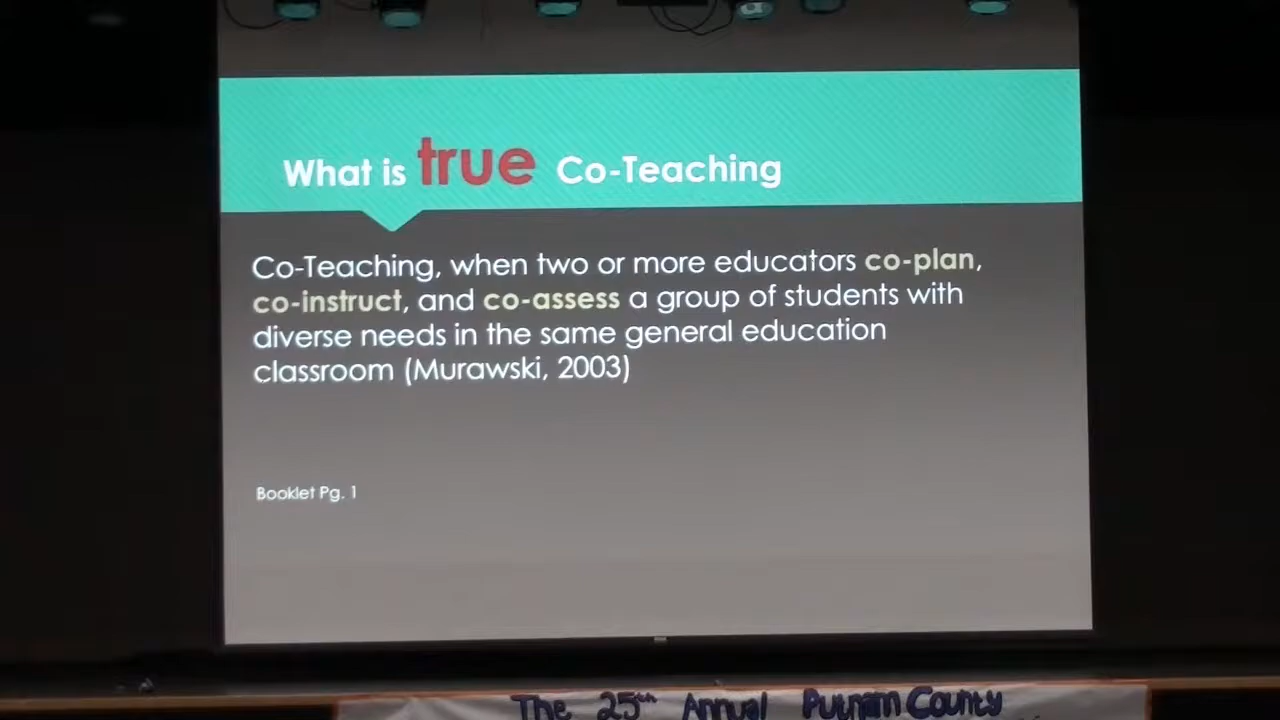 What is true Co-Teaching
Co-Teaching, when two or more educators co-plan,
co-instruct, and co-assess a group of students with
diverse needs in the same general education
classroom (Murawski, 2003)
Booklet Pg. 1
The 25th Annual Putnam County